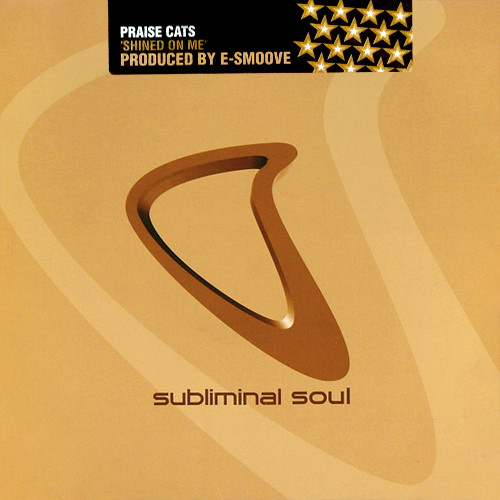 PRAISE CATS
'SHINED ON ME'
PRODUCED BY E-SMOOVE
subliminal soul